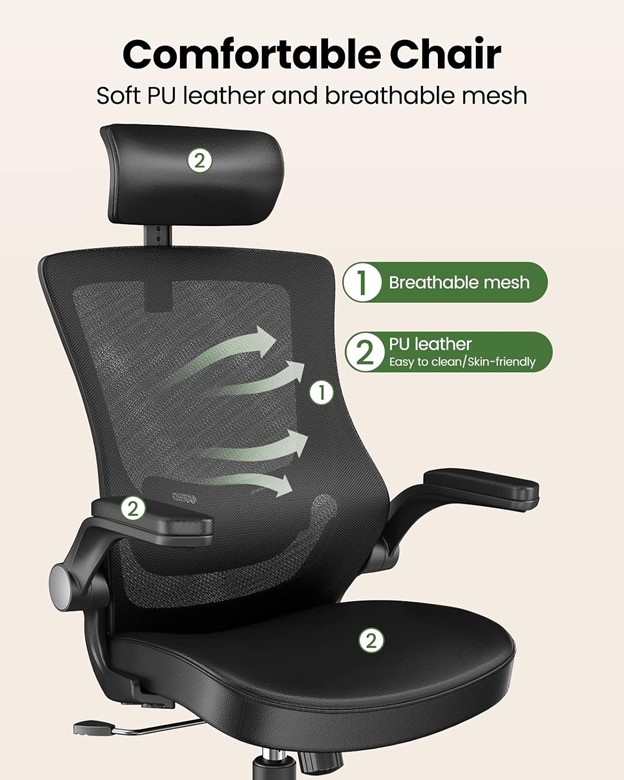 Comfortable Chair
Soft PU leather and breathable mesh
2
1 Breathable mesh
2 PU leather
Easy to clean/Skin-friendly
1
2
2